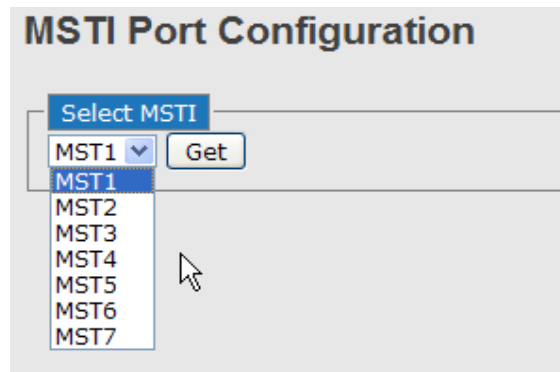 MSTI Port Configuration
Select MSTI
MST1 Get
MST1
MST2
MST3
MST4
MST5
MST6
MST7